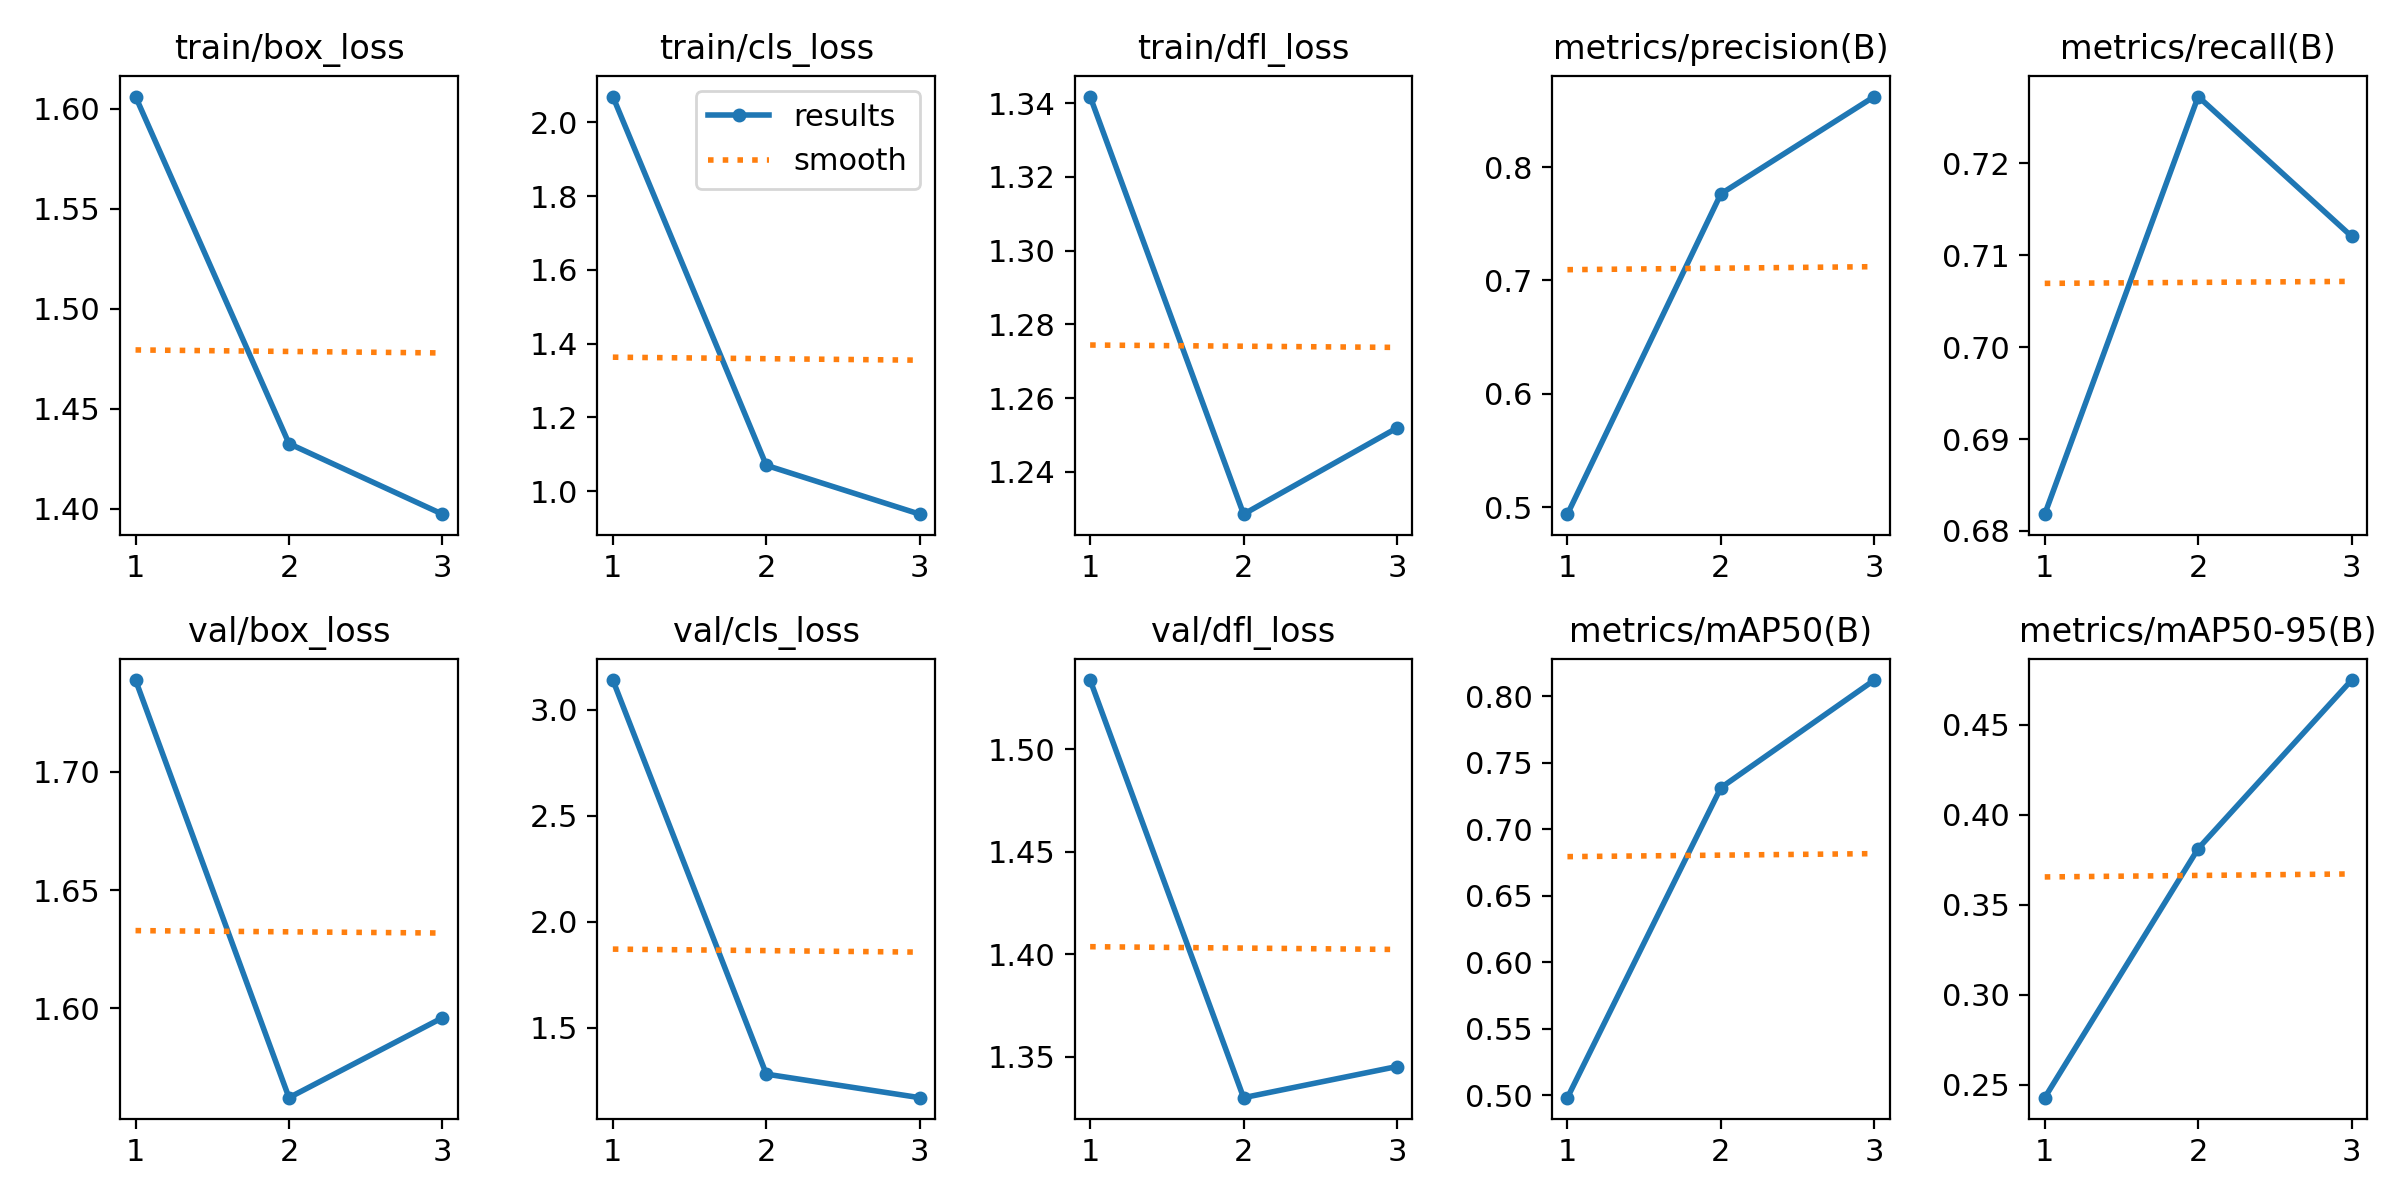 train/box_loss
1.60
1.55
1.50
1.45
1.40
1 2 3
train/cls_loss
results
smooth
2.0
1.8
1.6
1.4
1.2
1.0
1 2 3
train/dfl_loss
1.34
1.32
1.30
1.28
1.26
1.24
1 2 3
metrics/precision(B)
0.8
0.7
0.6
0.5
1 2 3
metrics/recall(B)
0.72
0.71
0.70
0.69
0.68
1 2 3
val/box_loss
1.70
1.65
1.60
1 2 3
val/cls_loss
3.0
2.5
2.0
1.5
1 2 3
val/dfl_loss
1.50
1.45
1.40
1.35
1 2 3
metrics/mAP50(B)
0.80
0.75
0.70
0.65
0.60
0.55
0.50
1 2 3
metrics/mAP50-95(B)
0.45
0.40
0.35
0.30
0.25
1 2 3